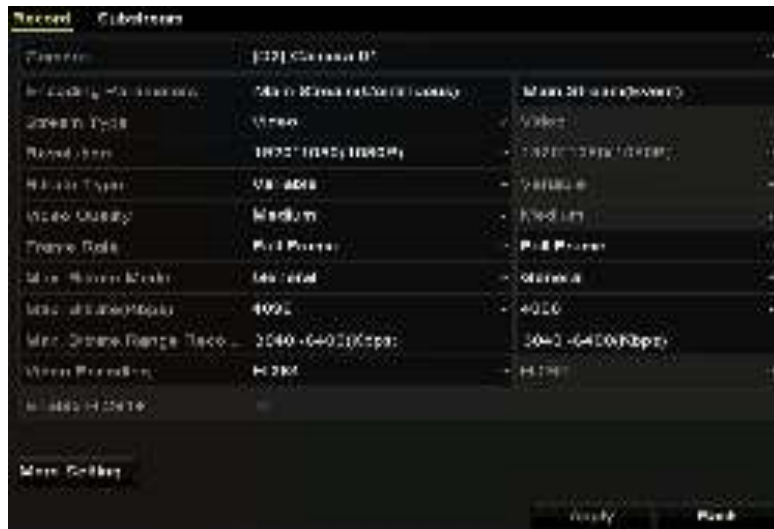 Record Substream
Camera [D2] Camera 01
Encoding Parameters Main Stream(Continuous) Main Stream(Event)
Stream Type Video Video
Resolution 1920*1080(1080P) 1920*1080(1080P)
Bitrate Type Variable Variable
Video Quality Medium Medium
Frame Rate Full Frame Full Frame
Max. Bitrate Mode General General
Max. Bitrate(Kbps) 4096 4096
Max. Bitrate Range Reco... 3840~6400(Kbps) 3840~6400(Kbps)
Video Encoding H.264
Enable H.264+
More Setting...
Apply Back